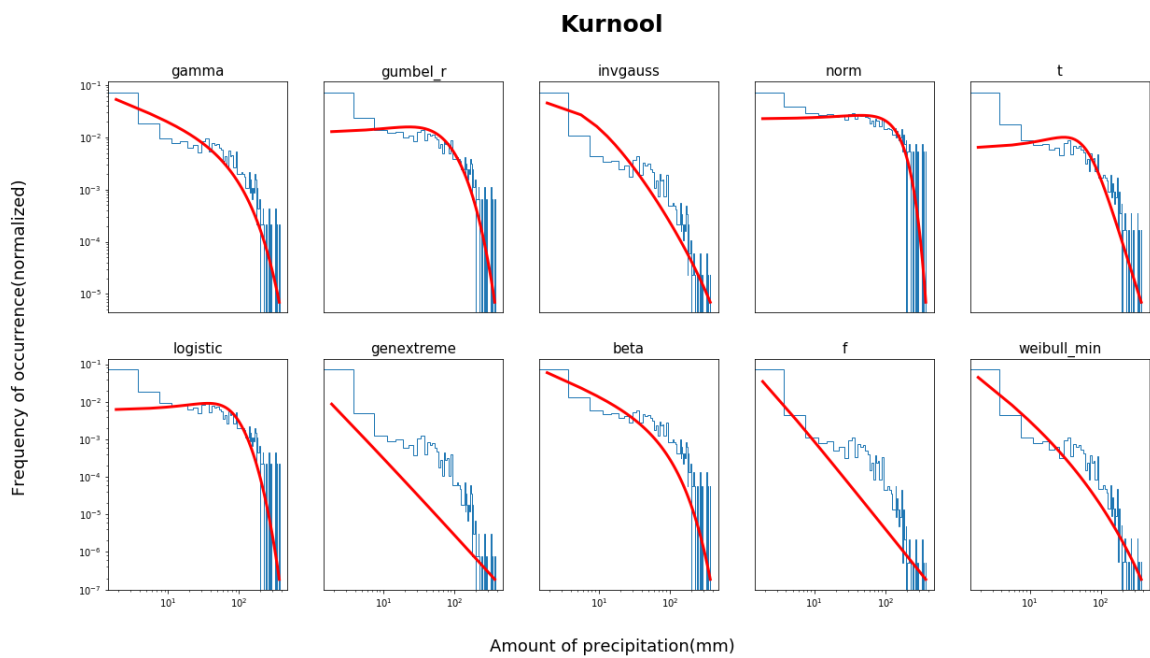 Kurnool
gamma gumbel_r invgauss norm t
10⁻¹
10⁻²
10⁻³
10⁻⁴
10⁻⁵
Frequency of occurrence(normalized)
logistic genextreme beta f weibull_min
10⁻¹
10⁻²
10⁻³
10⁻⁴
10⁻⁵
10⁻⁶
10⁻⁷
10¹ 10² 10¹ 10² 10¹ 10² 10¹ 10² 10¹ 10²
Amount of precipitation(mm)